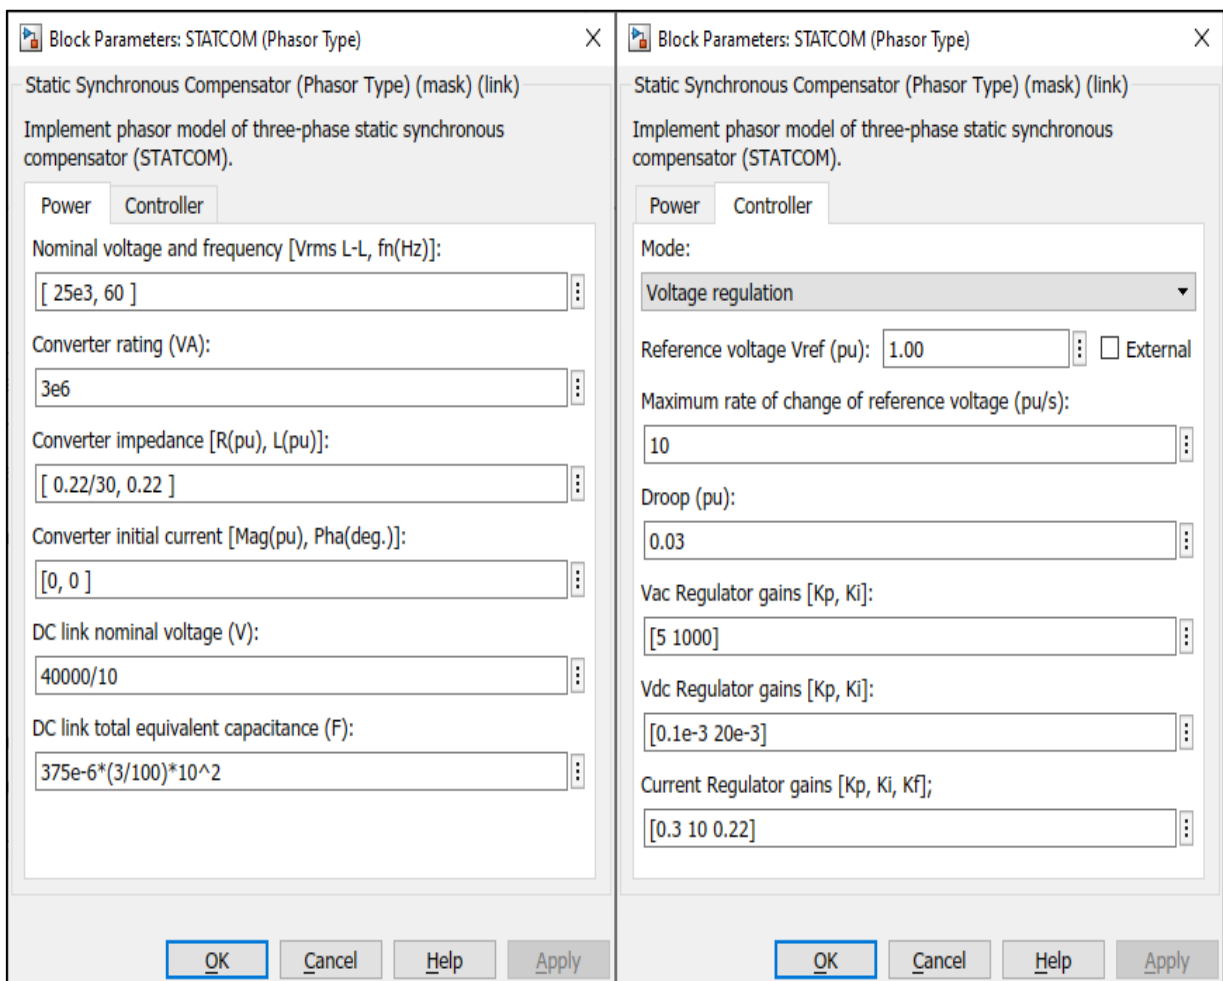 Block Parameters: STATCOM (Phasor Type)
Static Synchronous Compensator (Phasor Type) (mask) (link)
Implement phasor model of three-phase static synchronous
compensator (STATCOM).
Power Controller
Nominal voltage and frequency [Vrms L-L, fn(Hz)]:
[ 25e3, 60 ]
Converter rating (VA):
3e6
Converter impedance [R(pu), L(pu)]:
[ 0.22/30, 0.22 ]
Converter initial current [Mag(pu), Pha(deg.)]:
[0, 0 ]
DC link nominal voltage (V):
40000/10
DC link total equivalent capacitance (F):
375e-6*(3/100)*10^2
OK Cancel Help Apply
Block Parameters: STATCOM (Phasor Type)
Static Synchronous Compensator (Phasor Type) (mask) (link)
Implement phasor model of three-phase static synchronous
compensator (STATCOM).
Power Controller
Mode:
Voltage regulation
Reference voltage Vref (pu): 1.00 External
Maximum rate of change of reference voltage (pu/s):
10
Droop (pu):
0.03
Vac Regulator gains [Kp, Ki]:
[5 1000]
Vdc Regulator gains [Kp, Ki]:
[0.1e-3 20e-3]
Current Regulator gains [Kp, Ki, Kf];
[0.3 10 0.22]
OK Cancel Help Apply